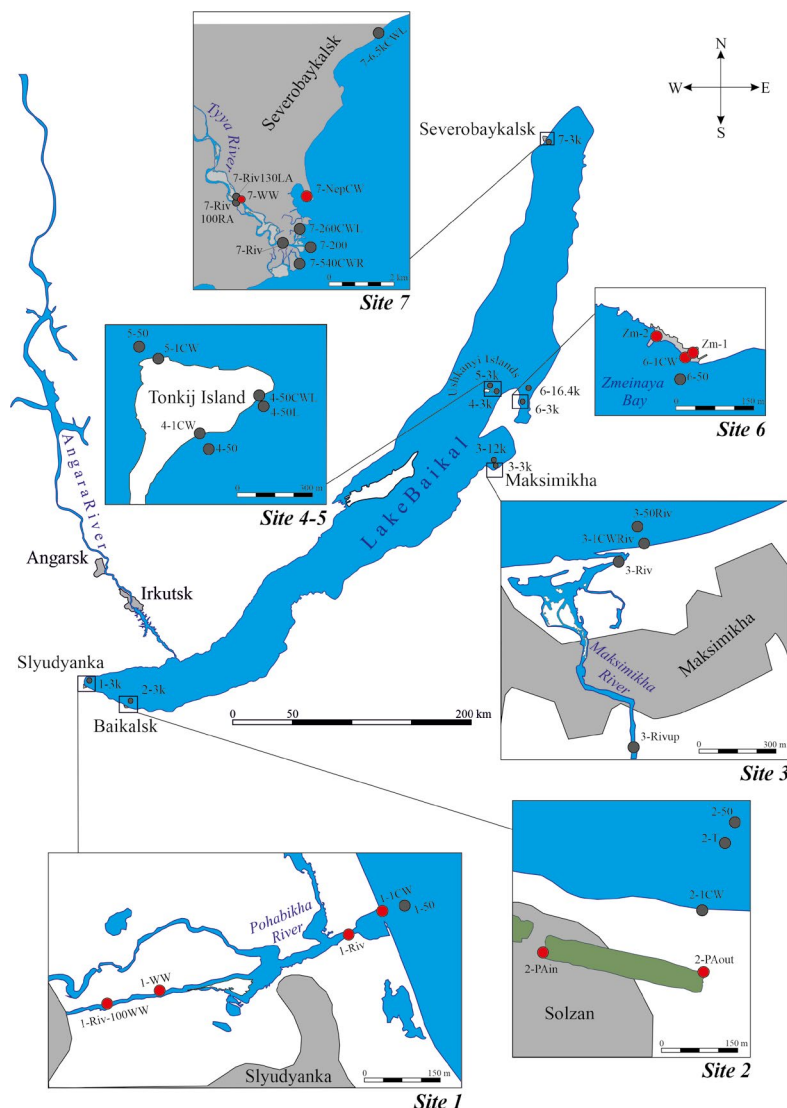 7-6,5kCWL
Severobaykalsk
Tyya River
7-Riv130LA
7-WW
7-Riv
100RA
7-NepCW
7-260CWL
7-Riv
7-200
7-540CWR
0 2 km
Site 7
N
W E
S
Severobaykalsk
7-3k
5-50
5-1CW
Tonkij Island
4-50CWL
4-50L
4-1CW
4-50
0 300 m
Site 4-5
Ushkanyi Islands
5-3k
4-3k
6-16.4k
6-3k
Zm-2
Zm-1
6-1CW
6-50
Zmeinaya
Bay
0 150 m
Site 6
3-12k
3-3k
Maksimikha
Lake Baikal
Angara River
Angarsk
Irkutsk
3-50Riv
3-1CWRiv
3-Riv
Maksimikha
River
Maksimikha
3-Rivup
0 300 m
Site 3
Slyudyanka
1-3k
2-3k
Baikalsk
0 50 200 km
1-1CW
1-50
Pohabikha
River
1-Riv
1-WW
1-Riv-100WW
Slyudyanka
0 150 m
Site 1
2-50
2-T
2-1CW
2-PAin
2-PAout
Solzan
0 150 m
Site 2